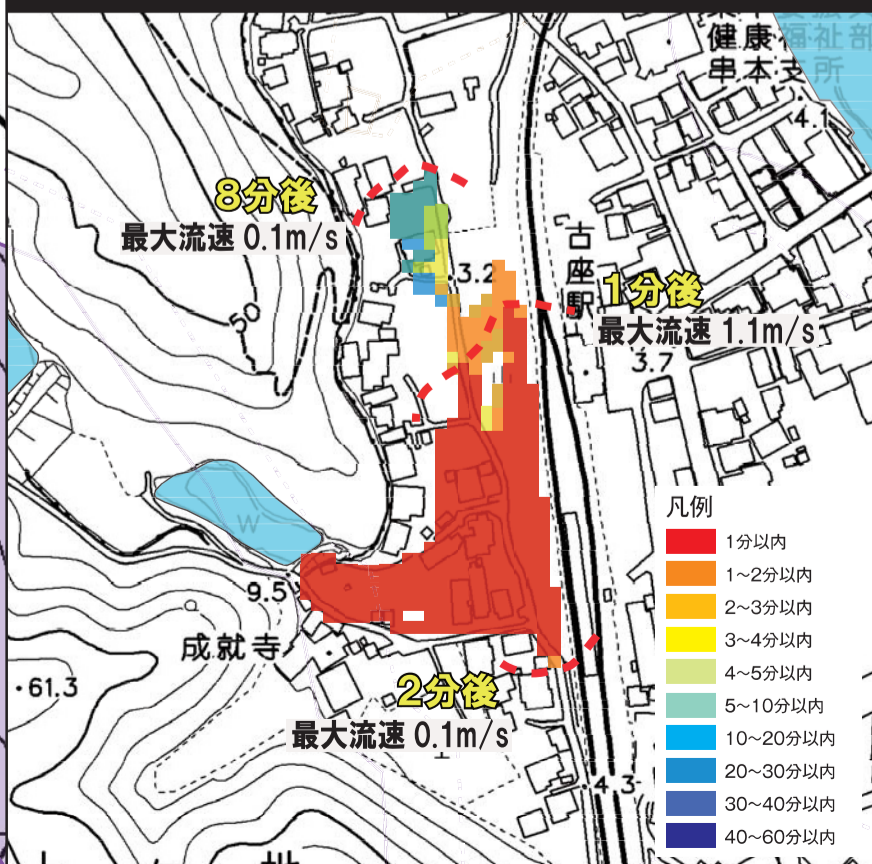 健康福祉部
串本支所
4.1
8分後
最大流速 0.1m/s
古座駅
3.2
1分後
最大流速 1.1m/s
50
3.7
W
凡例
1分以内
1~2分以内
2~3分以内
3~4分以内
4~5分以内
5~10分以内
10~20分以内
20~30分以内
30~40分以内
40~60分以内
9.5
成就寺
61.3
2分後
最大流速 0.1m/s
4.3